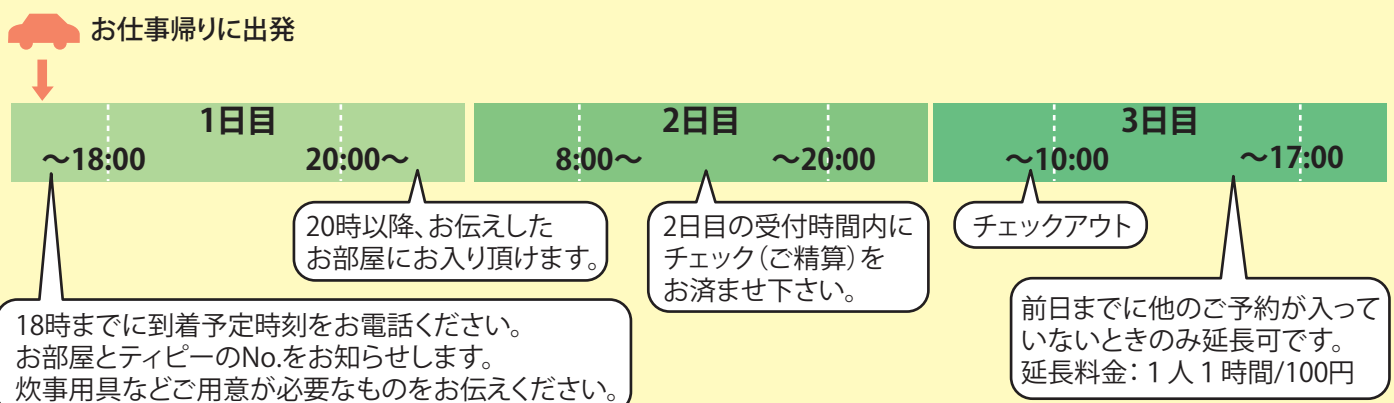 お仕事帰りに出発
1日目
2日目
3日目
〜18:00
20:00〜
8:00〜
〜20:00
〜10:00
〜17:00
20時以降、お伝えした
お部屋にお入り頂けます。
2日目の受付時間内に
チェック(ご精算)を
お済ませ下さい。
チェックアウト
18時までに到着予定時刻をお電話ください。
お部屋とティピーのNo.をお知らせします。
炊事用具などご用意が必要なものをお伝えください。
前日までに他のご予約が入って
いないときのみ延長可です。
延長料金:1人1時間/100円